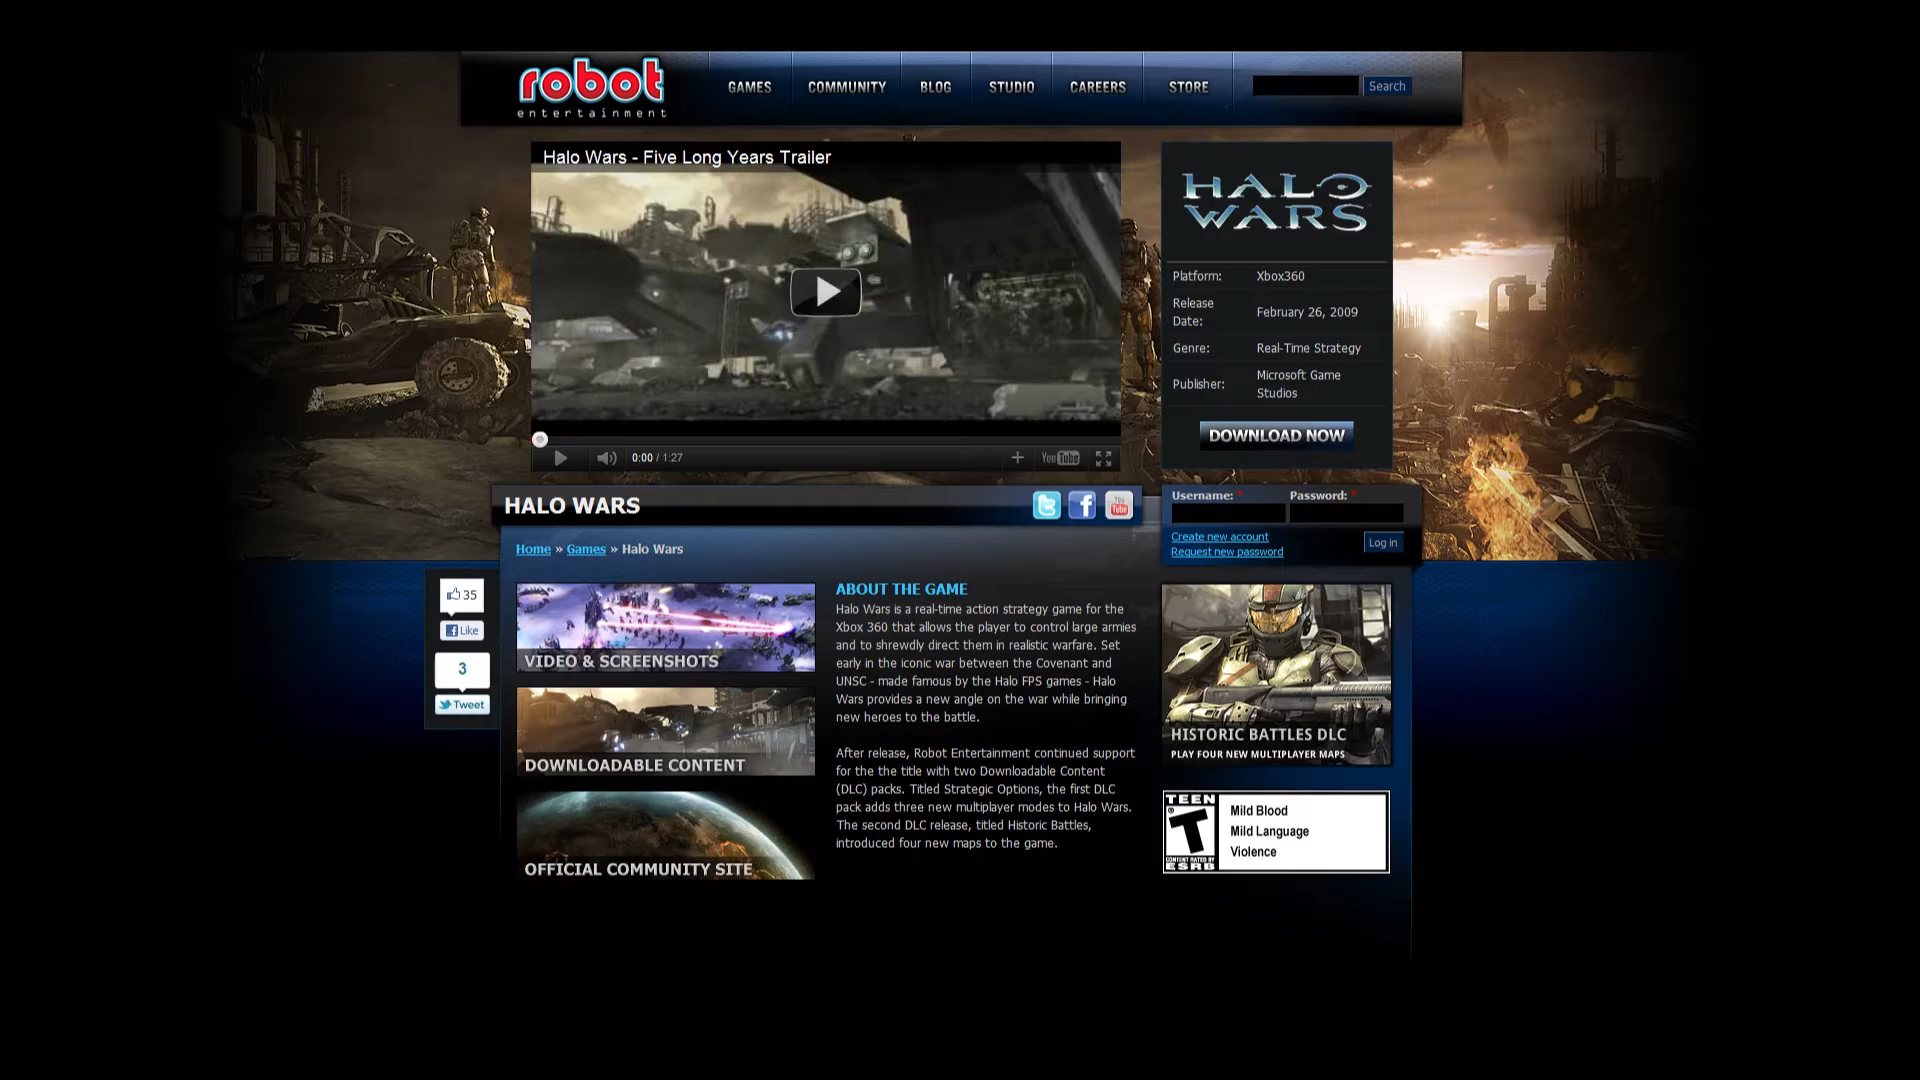 robot
entertainment
GAMES
COMMUNITY
BLOG
STUDIO
CAREERS
STORE
Search
Halo Wars - Five Long Years Trailer
0:00 / 1:27
YouTube
HALO
WARS
Platform: Xbox360
Release
Date:
February 26, 2009
Genre: Real-Time Strategy
Publisher:
Microsoft Game
Studios
DOWNLOAD NOW
HALO WARS
You
Tube
Username: *
Password: *
Create new account
Request new password
Log in
Home » Games » Halo Wars
35
Like
3
Tweet
VIDEO & SCREENSHOTS
DOWNLOADABLE CONTENT
OFFICIAL COMMUNITY SITE
ABOUT THE GAME
Halo Wars is a real-time action strategy game for the
Xbox 360 that allows the player to control large armies
and to shrewdly direct them in realistic warfare. Set
early in the iconic war between the Covenant and
UNSC - made famous by the Halo FPS games - Halo
Wars provides a new angle on the war while bringing
new heroes to the battle.
After release, Robot Entertainment continued support
for the the title with two Downloadable Content
(DLC) packs. Titled Strategic Options, the first DLC
pack adds three new multiplayer modes to Halo Wars.
The second DLC release, titled Historic Battles,
introduced four new maps to the game.
HISTORIC BATTLES DLC
PLAY FOUR NEW MULTIPLAYER MAPS
TEEN
T
®
CONTENT RATED BY
ESRB
Mild Blood
Mild Language
Violence